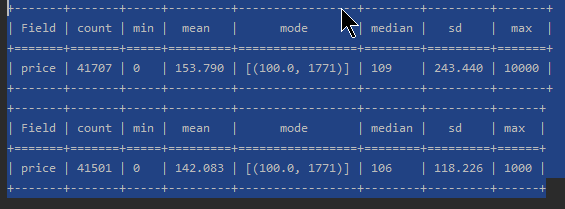 +-------+-------+-----+---------+-----------------+--------+---------+-------+
| Field | count | min |  mean   |      mode       | median |   sd    |  max  |
+=======+=======+=====+=========+=================+========+=========+=======+
| price | 41707 | 0   | 153.790 | [(100.0, 1771)] | 109    | 243.440 | 10000 |
+-------+-------+-----+---------+-----------------+--------+---------+-------+
+-------+-------+-----+---------+-----------------+--------+---------+------+
| Field | count | min |  mean   |      mode       | median |   sd    | max  |
+=======+=======+=====+=========+=================+========+=========+======+
| price | 41501 | 0   | 142.083 | [(100.0, 1771)] | 106    | 118.226 | 1000 |
+-------+-------+-----+---------+-----------------+--------+---------+------+